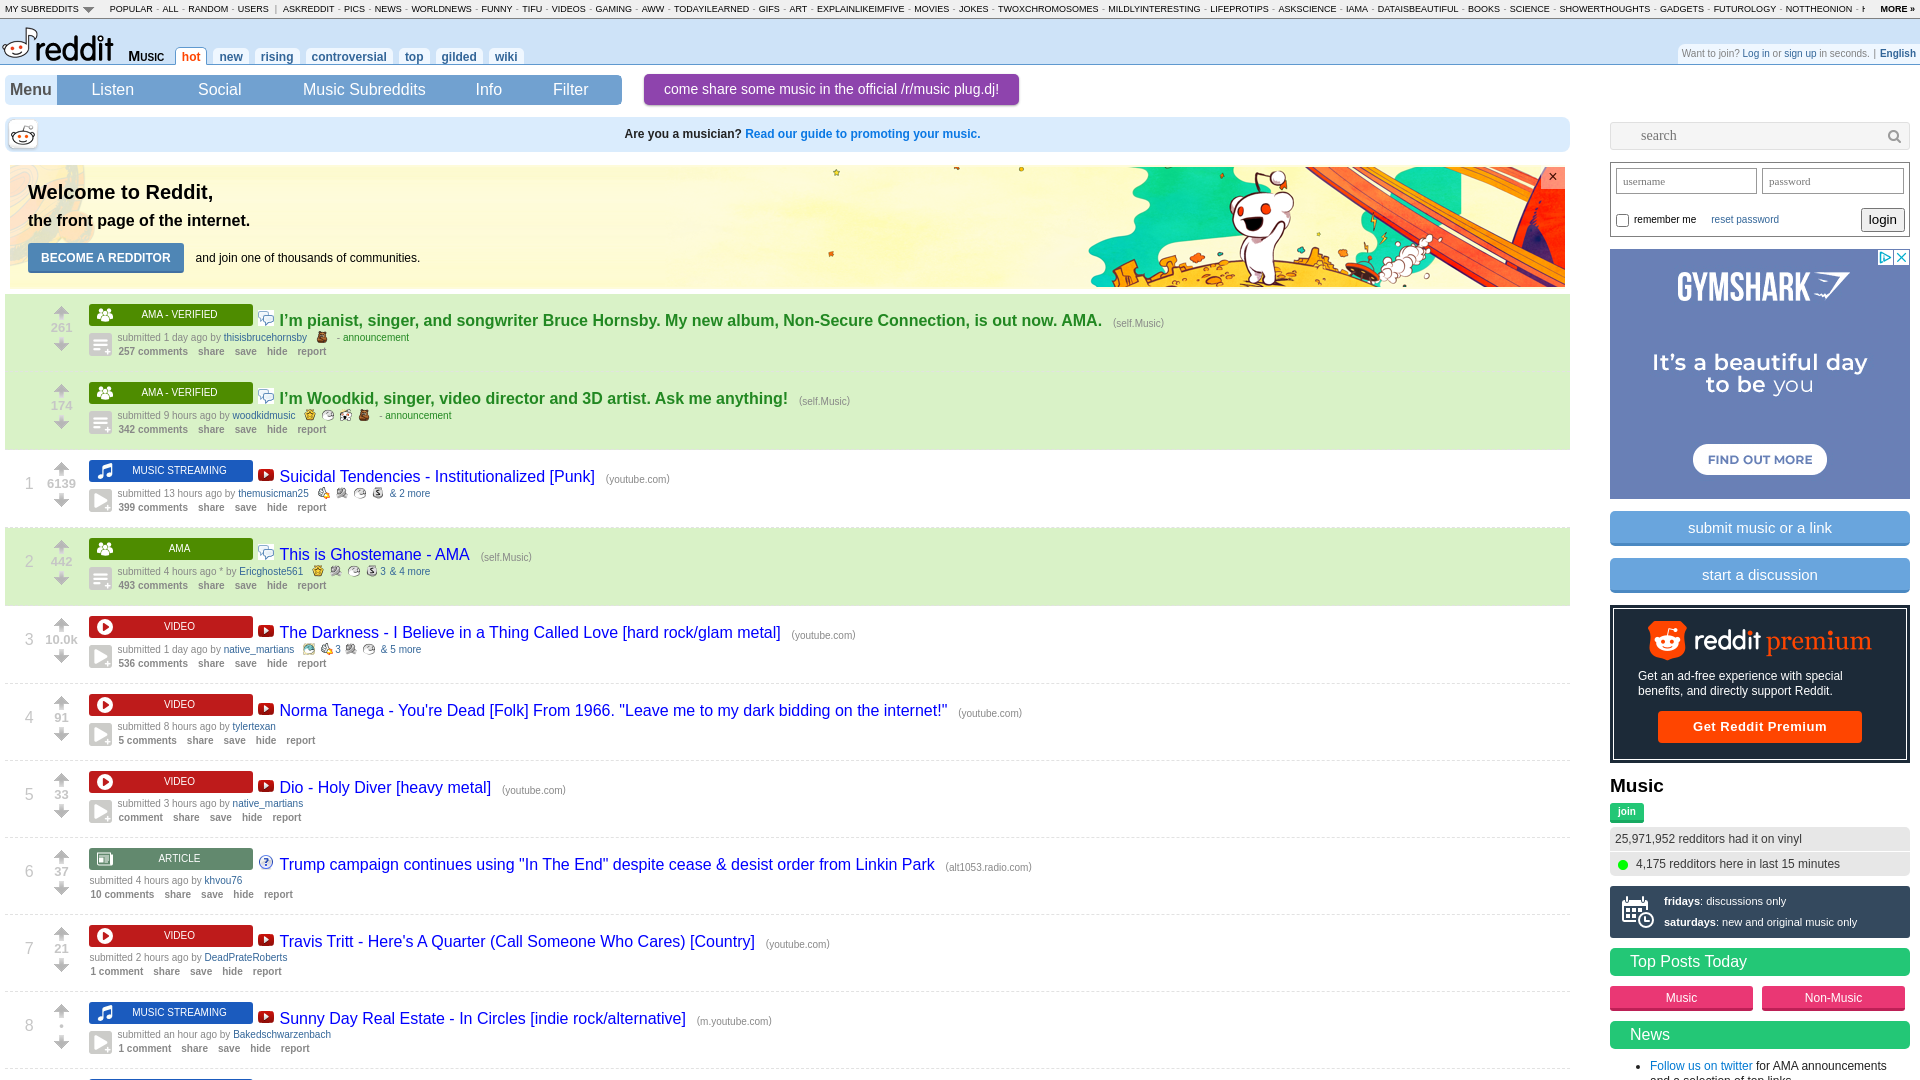 MY SUBREDDITS POPULAR - ALL - RANDOM - USERS | ASKREDDIT - PICS - NEWS - WORLDNEWS - FUNNY - TIFU - VIDEOS - GAMING - AWW - TODAYILEARNED - GIFS - ART - EXPLAINLIKEIMFIVE - MOVIES - JOKES - TWOXCHROMOSOMES - MILDLYINTERESTING - LIFEPROTIPS - ASKSCIENCE - IAMA - DATAISBEAUTIFUL - BOOKS - SCIENCE - SHOWERTHOUGHTS - GADGETS - FUTUROLOGY - NOTTHEONION - MORE »
reddit MUSIC hot new rising controversial top gilded wiki
Want to join? Log in or sign up in seconds. | English
Menu Listen Social Music Subreddits Info Filter
come share some music in the official /r/music plug.dj!
Are you a musician? Read our guide to promoting your music.
Welcome to Reddit,
the front page of the internet.
BECOME A REDDITOR and join one of thousands of communities.
×
261
AMA - VERIFIED
I’m pianist, singer, and songwriter Bruce Hornsby. My new album, Non-Secure Connection, is out now. AMA. (self.Music)
submitted 1 day ago by thisisbrucehornsby - announcement
257 comments share save hide report
174
AMA - VERIFIED
I’m Woodkid, singer, video director and 3D artist. Ask me anything! (self.Music)
submitted 9 hours ago by woodkidmusic - announcement
342 comments share save hide report
1
6139
MUSIC STREAMING
Suicidal Tendencies - Institutionalized [Punk] (youtube.com)
submitted 13 hours ago by themusicman25 & 2 more
399 comments share save hide report
2
442
AMA
This is Ghostemane - AMA (self.Music)
submitted 4 hours ago * by Ericghoste561 3 & 4 more
493 comments share save hide report
3
10.0k
VIDEO
The Darkness - I Believe in a Thing Called Love [hard rock/glam metal] (youtube.com)
submitted 1 day ago by native_martians 3 & 5 more
536 comments share save hide report
4
91
VIDEO
Norma Tanega - You're Dead [Folk] From 1966. "Leave me to my dark bidding on the internet!" (youtube.com)
submitted 8 hours ago by tylertexan
5 comments share save hide report
5
33
VIDEO
Dio - Holy Diver [heavy metal] (youtube.com)
submitted 3 hours ago by native_martians
comment share save hide report
6
37
ARTICLE
Trump campaign continues using "In The End" despite cease & desist order from Linkin Park (alt1053.radio.com)
submitted 4 hours ago by khvou76
10 comments share save hide report
7
21
VIDEO
Travis Tritt - Here's A Quarter (Call Someone Who Cares) [Country] (youtube.com)
submitted 2 hours ago by DeadPirateRoberts
1 comment share save hide report
8
•
MUSIC STREAMING
Sunny Day Real Estate - In Circles [indie rock/alternative] (m.youtube.com)
submitted an hour ago by Bakedschwarzenbach
1 comment share save hide report
search
username password
remember me reset password login
GYMSHARK
It's a beautiful day
to be you
FIND OUT MORE
submit music or a link
start a discussion
reddit premium
Get an ad-free experience with special
benefits, and directly support Reddit.
Get Reddit Premium
Music
join
25,971,952 redditors had it on vinyl
4,175 redditors here in last 15 minutes
fridays: discussions only
saturdays: new and original music only
Top Posts Today
Music Non-Music
News
• Follow us on twitter for AMA announcements
and a selection of top links